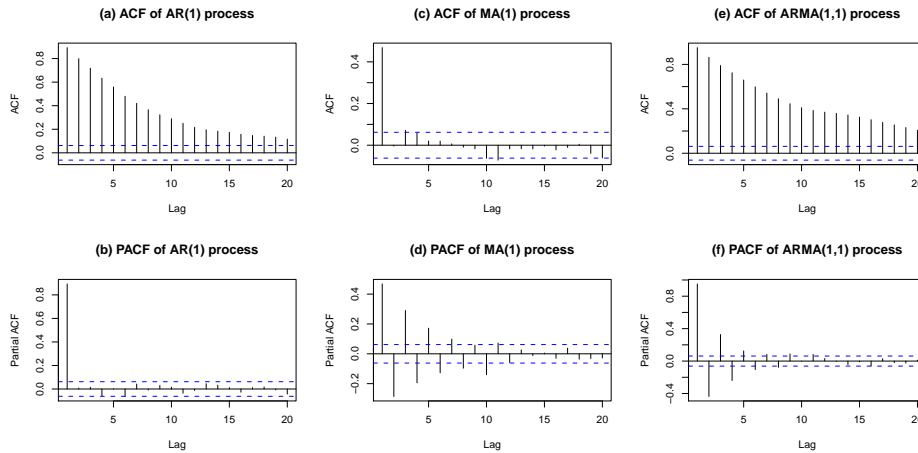 (a) ACF of AR(1) process
ACF
0.0 0.2 0.4 0.6 0.8
5 10 15 20
Lag
(c) ACF of MA(1) process
ACF
0.0 0.2 0.4
5 10 15 20
Lag
(e) ACF of ARMA(1,1) process
ACF
0.0 0.4 0.8
5 10 15 20
Lag
(b) PACF of AR(1) process
Partial ACF
0.0 0.2 0.4 0.6 0.8
5 10 15 20
Lag
(d) PACF of MA(1) process
Partial ACF
−0.2 0.0 0.2 0.4
5 10 15 20
Lag
(f) PACF of ARMA(1,1) process
Partial ACF
−0.4 0.0 0.4 0.8
5 10 15 20
Lag